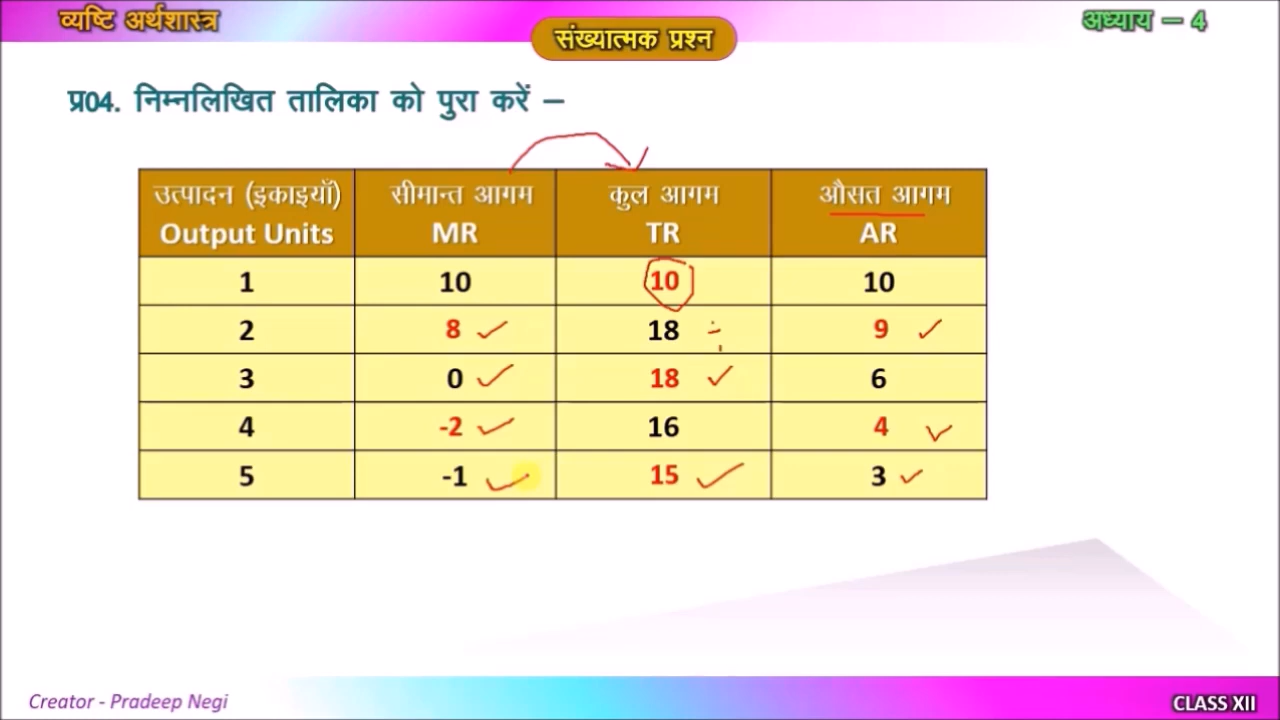 व्यष्टि अर्थशास्त्र
संख्यात्मक प्रश्न
अध्याय – 4
प्र04. निम्नलिखित तालिका को पुरा करें –
उत्पादन (इकाइयाँ) सीमान्त आगम कुल आगम औसत आगम
Output Units MR TR AR
1 10 10 10
2 8 18 9
3 0 18 6
4 -2 16 4
5 -1 15 3
Creator - Pradeep Negi
CLASS XII